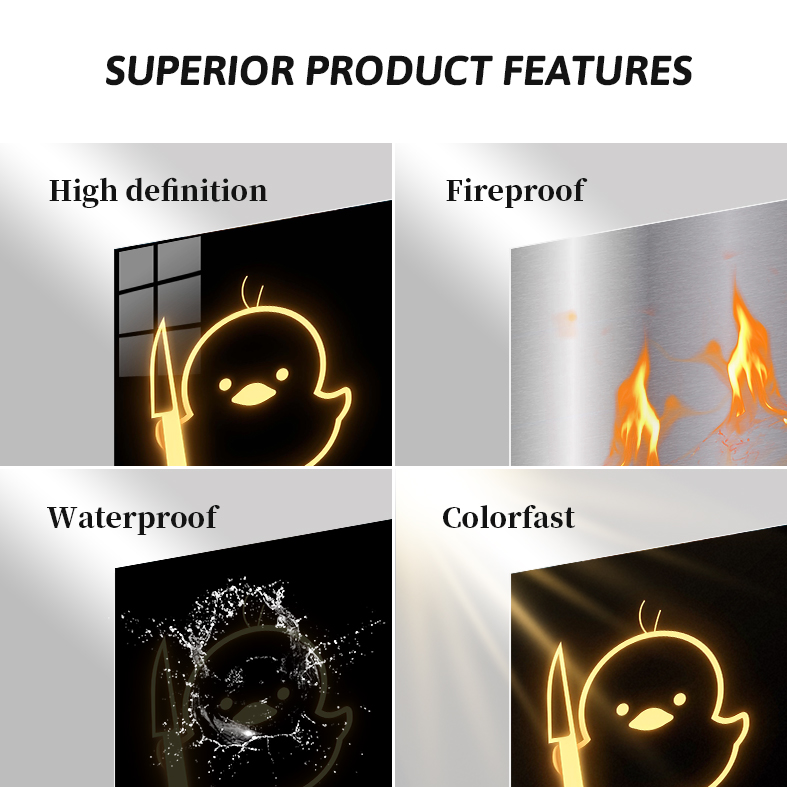 SUPERIOR PRODUCT FEATURES
High definition
Fireproof
Waterproof
Colorfast